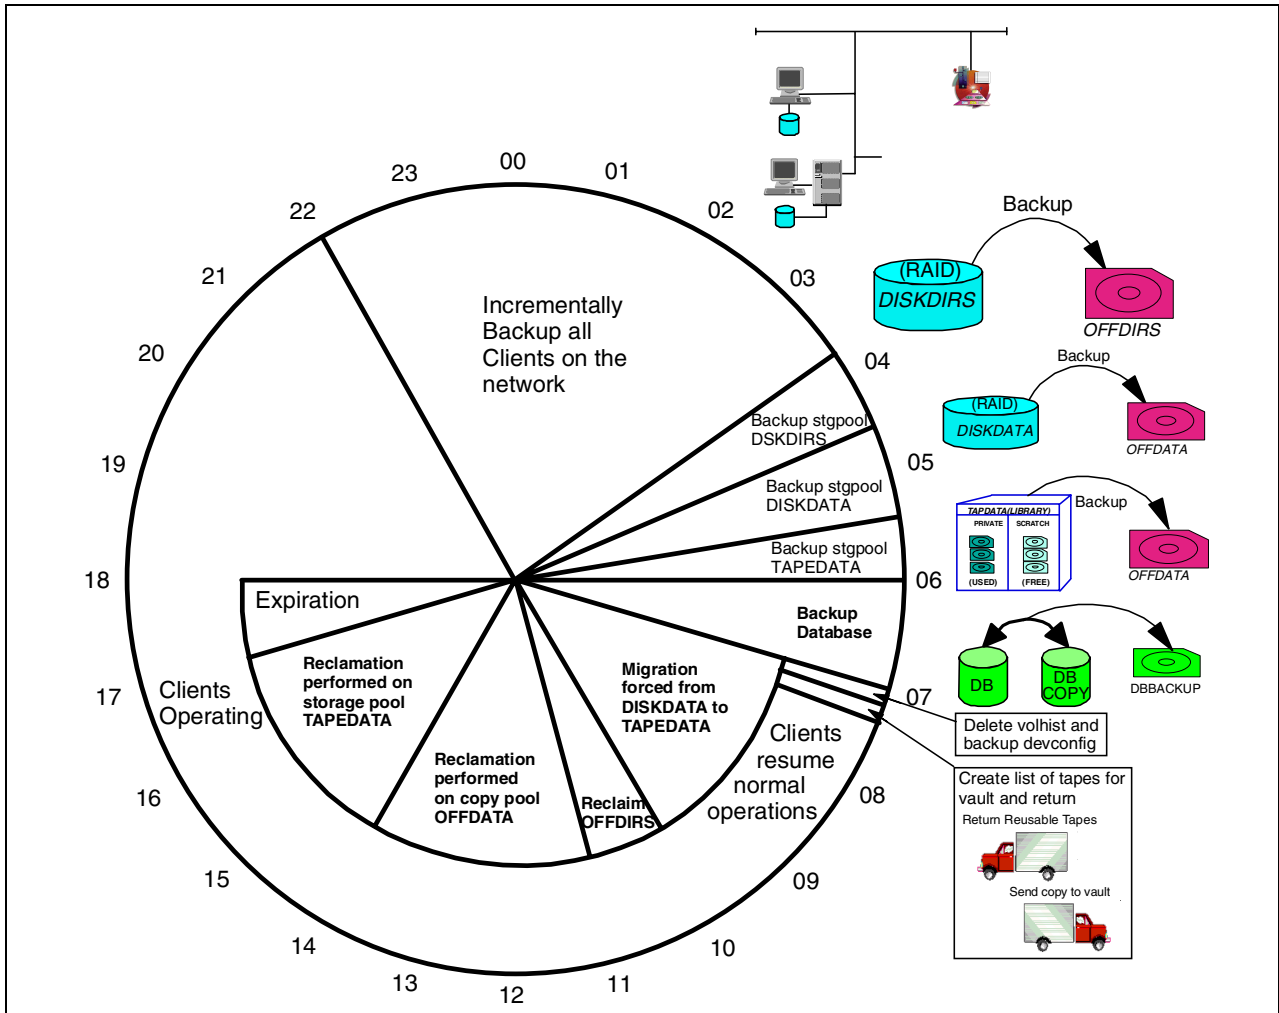 00
01
02
03
04
05
06
07
08
09
10
11
12
13
14
15
16
17
18
19
20
21
22
23
Incrementally
Backup all
Clients on the
network
Backup stgpool
DSKDIRS
Backup stgpool
DISKDATA
Backup stgpool
TAPEDATA
Backup
Database
Migration
forced from
DISKDATA to
TAPEDATA
Clients
resume
normal
operations
Reclaim
OFFDIRS
Reclamation
performed
on copy pool
OFFDATA
Reclamation
performed on
storage pool
TAPEDATA
Expiration
Clients
Operating
Backup
(RAID)
DISKDIRS
OFFDIRS
Backup
(RAID)
DISKDATA
OFFDATA
TAPDATA(LIBRARY)
PRIVATE
SCRATCH
(USED)
(FREE)
Backup
OFFDATA
DB
DB
COPY
DBBACKUP
Delete volhist and
backup devconfig
Create list of tapes for
vault and return
Return Reusable Tapes
Send copy to vault